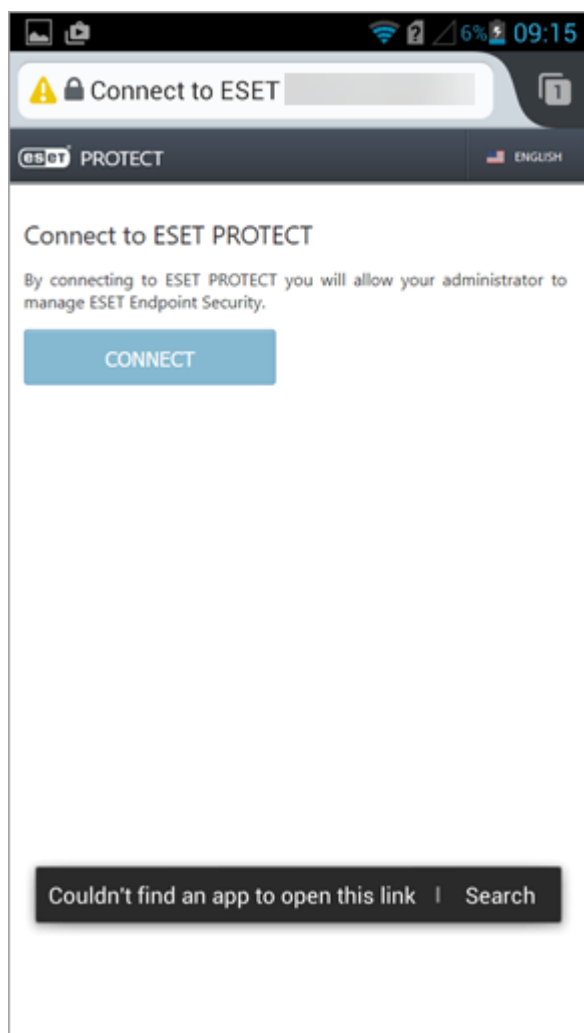 6% 09:15
Connect to ESET
1
eset PROTECT ENGLISH
Connect to ESET PROTECT
By connecting to ESET PROTECT you will allow your administrator to
manage ESET Endpoint Security.
CONNECT
Couldn't find an app to open this link | Search